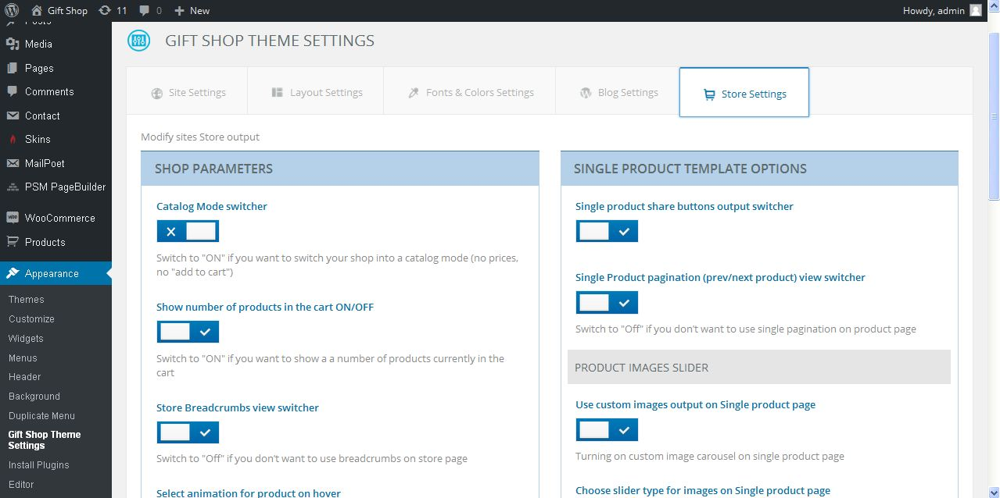 Gift Shop
11
0
New
Howdy, admin
Posts
Media
Pages
Comments
Contact
Skins
MailPoet
PSM PageBuilder
WooCommerce
Products
Appearance
Themes
Customize
Widgets
Menus
Header
Background
Duplicate Menu
Gift Shop Theme
Settings
Install Plugins
Editor
GIFT SHOP THEME SETTINGS
Site Settings
Layout Settings
Fonts & Colors Settings
Blog Settings
Store Settings
Modify sites Store output
SHOP PARAMETERS
Catalog Mode switcher
Switch to "ON" if you want to switch your shop into a catalog mode (no prices,
no "add to cart")
Show number of products in the cart ON/OFF
Switch to "ON" if you want to show a a number of products currently in the
cart
Store Breadcrumbs view switcher
Switch to "Off" if you don't want to use breadcrumbs on store page
Select animation for product on hover
SINGLE PRODUCT TEMPLATE OPTIONS
Single product share buttons output switcher
Single Product pagination (prev/next product) view switcher
Switch to "Off" if you don't want to use single pagination on product page
PRODUCT IMAGES SLIDER
Use custom images output on Single product page
Turning on custom image carousel on single product page
Choose slider type for images on Single product page